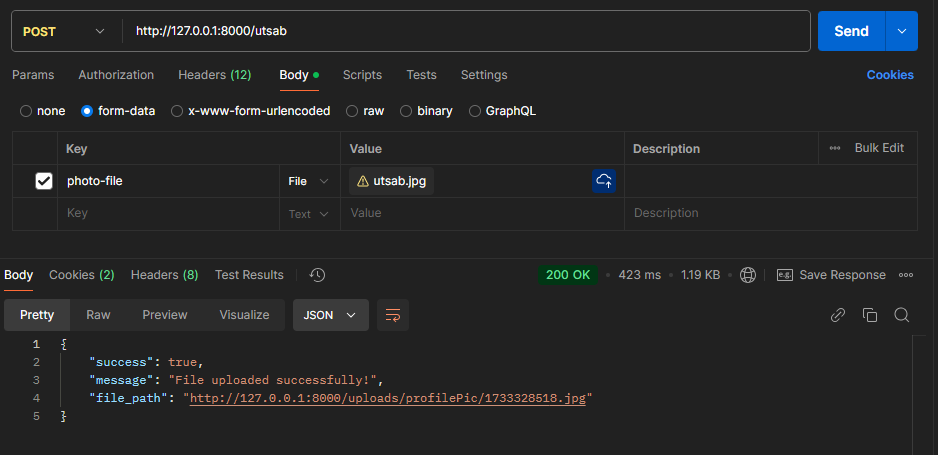 POST http://127.0.0.1:8000/utsab Send
Params Authorization Headers (12) Body Scripts Tests Settings Cookies
none form-data x-www-form-urlencoded raw binary GraphQL
Key Value Description Bulk Edit
photo-file File utsab.jpg
Key Text Value Description
Body Cookies (2) Headers (8) Test Results 200 OK 423 ms 1.19 KB e.g. Save Response
Pretty Raw Preview Visualize JSON
1 {
2 "success": true,
3 "message": "File uploaded successfully!",
4 "file_path": "http://127.0.0.1:8000/uploads/profilePic/1733328518.jpg"
5 }